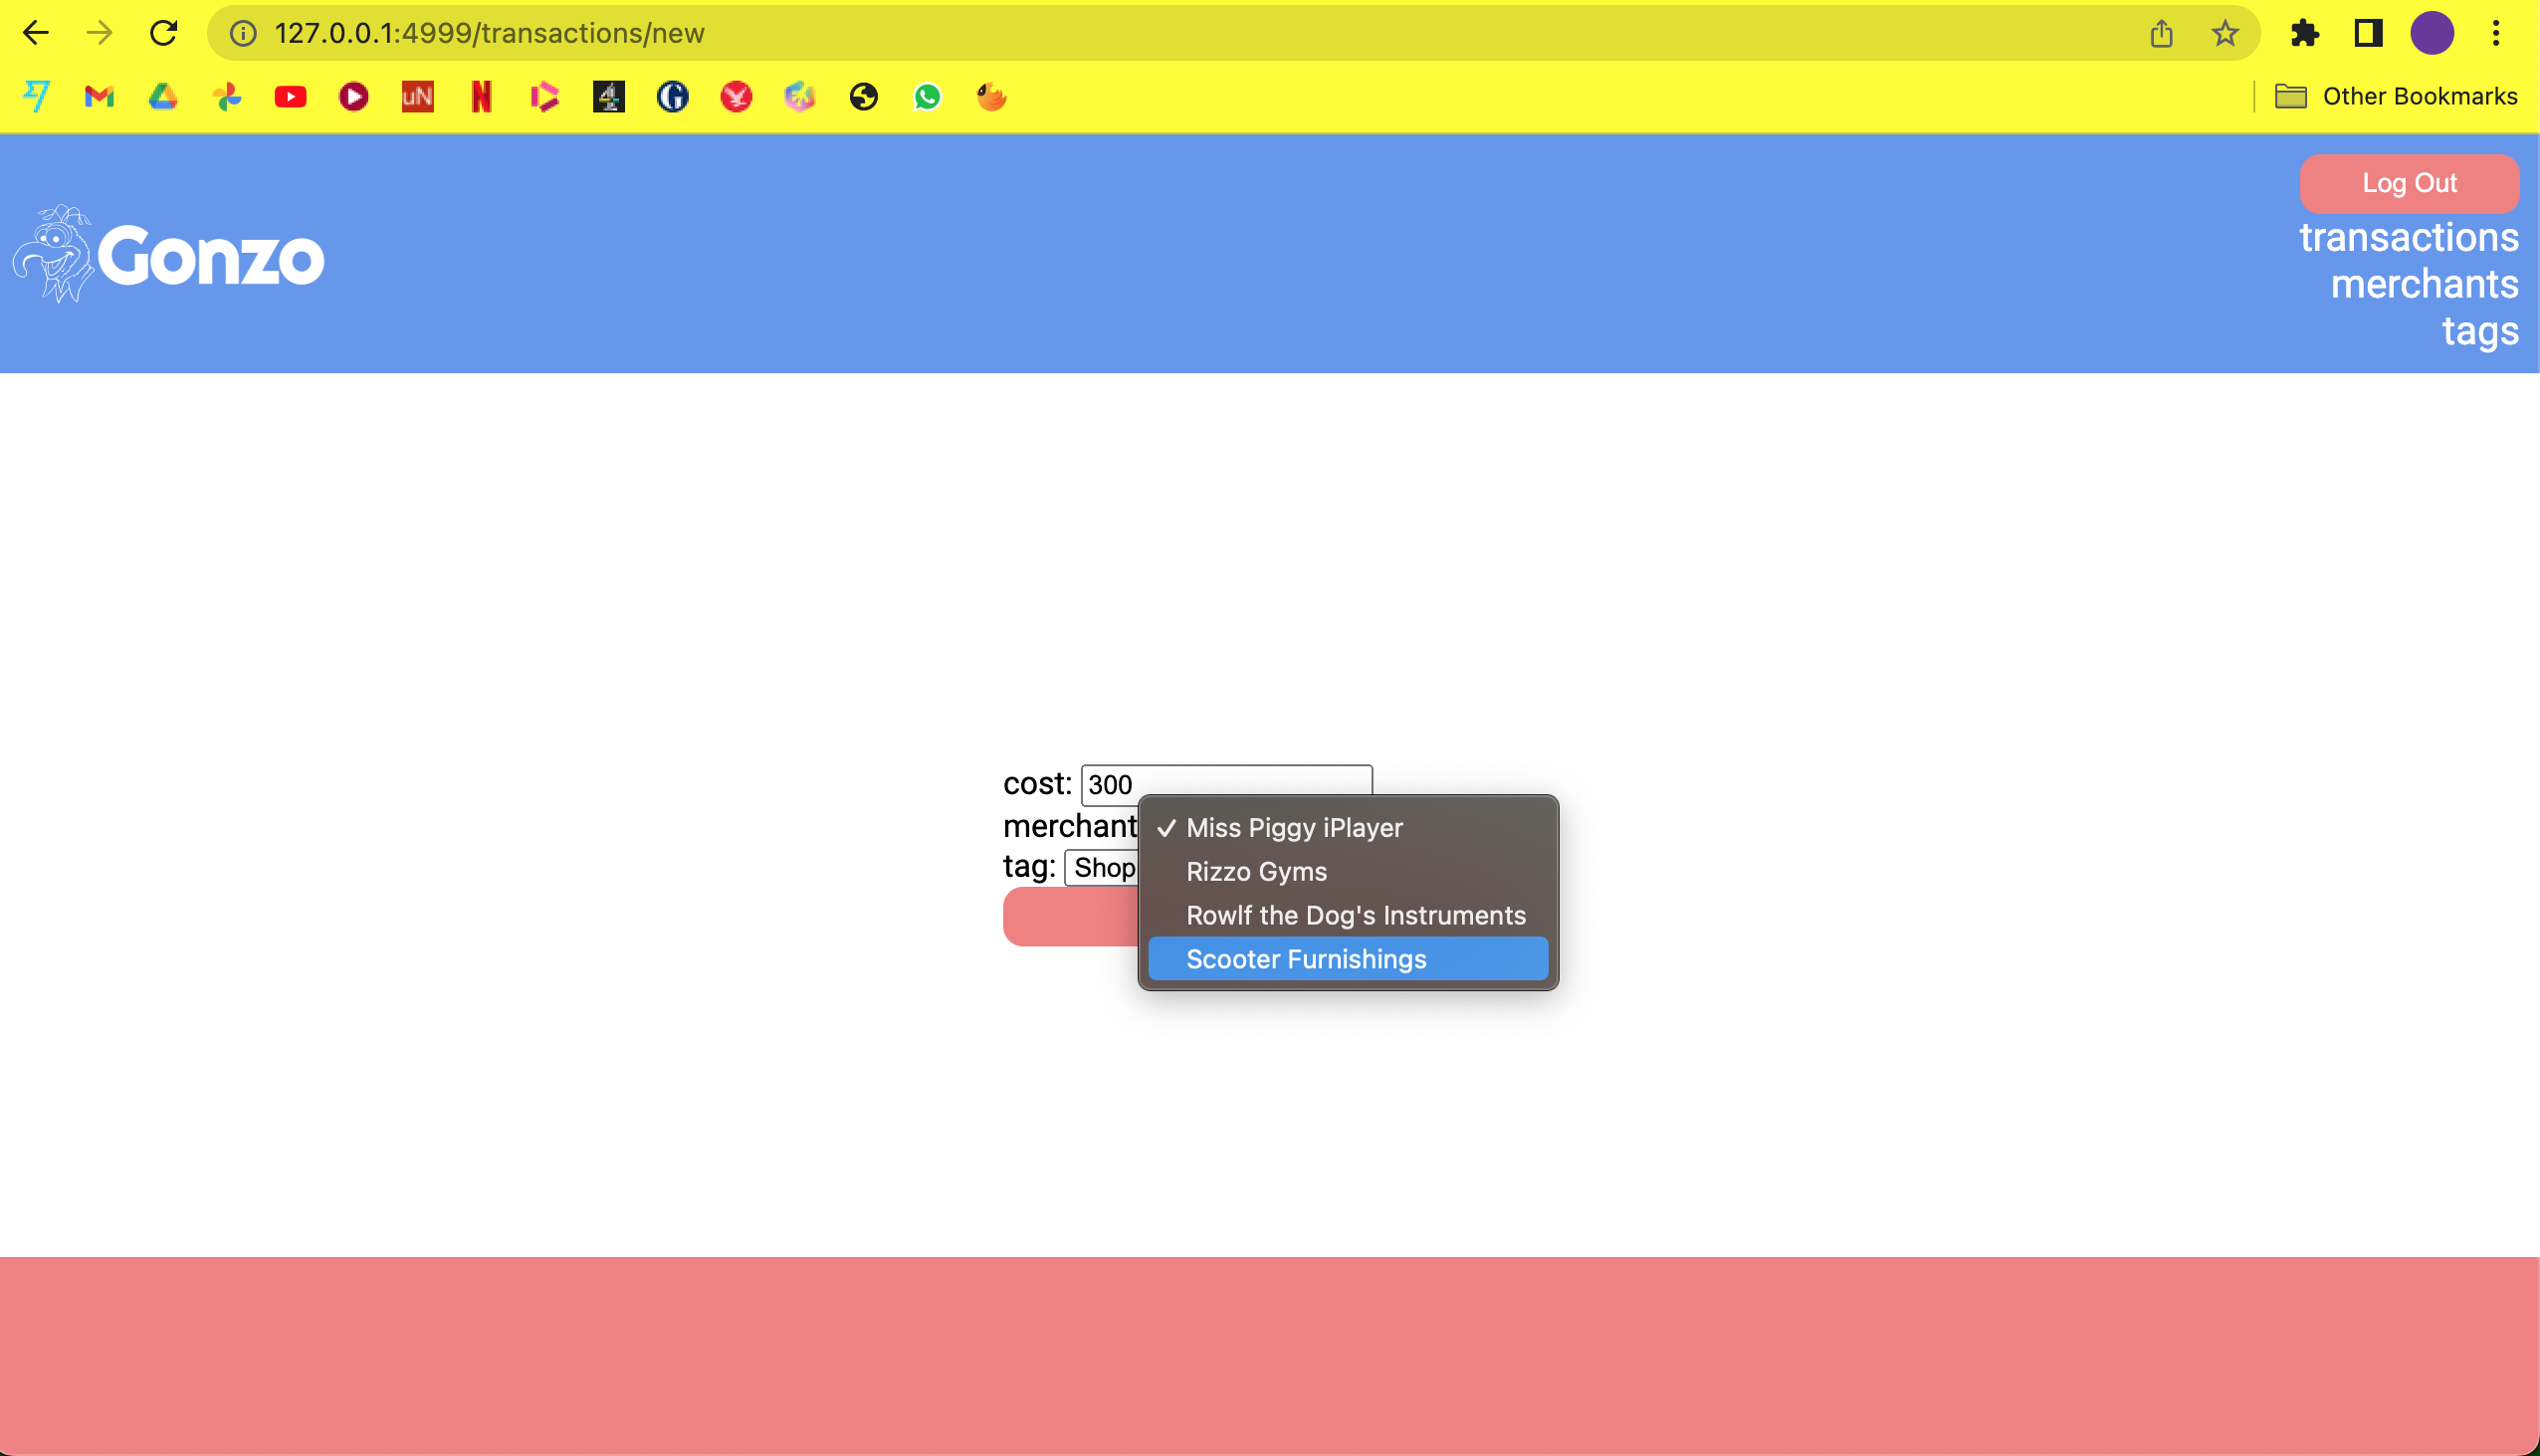 127.0.0.1:4999/transactions/new
uN
N
4
G
Other Bookmarks
Log Out
Gonzo
transactions
merchants
tags
cost: 300
merchant
✓ Miss Piggy iPlayer
Rizzo Gyms
tag: Shop
Rowlf the Dog's Instruments
Scooter Furnishings